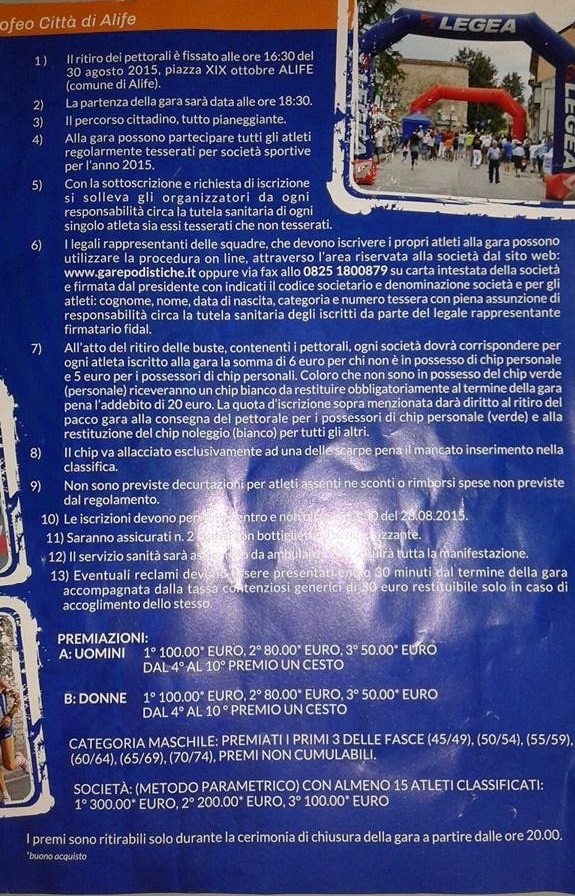 ofeo Città di Alife
LEGEA
LEGEA
1) Il ritiro dei pettorali è fissato alle ore 16:30 del
30 agosto 2015, piazza XIX ottobre ALIFE
(comune di Alife).
2) La partenza della gara sarà data alle ore 18:30.
3) Il percorso cittadino, tutto pianeggiante.
4) Alla gara possono partecipare tutti gli atleti
regolarmente tesserati per società sportive
per l'anno 2015.
5) Con la sottoscrizione e richiesta di iscrizione
si solleva gli organizzatori da ogni
responsabilità circa la tutela sanitaria di ogni
singolo atleta sia essi tesserati che non tesserati.
6) I legali rappresentanti delle squadre, che devono iscrivere i propri atleti alla gara possono
utilizzare la procedura on line, attraverso l'area riservata alla società dal sito web:
www.garepodistiche.it oppure via fax allo 0825 1800879 su carta intestata della società
e firmata dal presidente con indicati il codice societario e denominazione società e per gli
atleti: cognome, nome, data di nascita, categoria e numero tessera con piena assunzione di
responsabilità circa la tutela sanitaria degli iscritti da parte del legale rappresentante
firmatario fidal.
7) All'atto del ritiro delle buste, contenenti i pettorali, ogni società dovrà corrispondere per
ogni atleta iscritto alla gara la somma di 6 euro per chi non è in possesso di chip personale
e 5 euro per i possessori di chip personali. Coloro che non sono in possesso del chip verde
(personale) riceveranno un chip bianco da restituire obbligatoriamente al termine della gara
pena l'addebito di 20 euro. La quota d'iscrizione sopra menzionata darà diritto al ritiro del
pacco gara alla consegna del pettorale per i possessori di chip personale (verde) e alla
restituzione del chip noleggio (bianco) per tutti gli altri.
8) Il chip va allacciato esclusivamente ad una delle scarpe pena il mancato inserimento nella
classifica.
9) Non sono previste decurtazioni per atleti assenti ne sconti o rimborsi spese non previste
dal regolamento.
10) Le iscrizioni devono entro e non del 28.08.2015.
11) Saranno assicurati n. 2 con
12) Il servizio sanità sarà da tutta la manifestazione.
13) Eventuali reclami devono essere presentati entro 30 minuti dal termine della gara
accompagnata dalla tassa contenziosi generici di euro restituibile solo in caso di
accoglimento dello stesso.
PREMIAZIONI:
A: UOMINI 1° 100.00* EURO, 2° 80.00* EURO, 3° 50.00* EURO
DAL 4° AL 10° PREMIO UN CESTO
B: DONNE 1° 100.00* EURO, 2° 80.00* EURO, 3° 50.00* EURO
DAL 4° AL 10° PREMIO UN CESTO
CATEGORIA MASCHILE: PREMIATI I PRIMI 3 DELLE FASCE (45/49), (50/54), (55/59),
(60/64), (65/69), (70/74), PREMI NON CUMULABILI.
SOCIETÀ: (METODO PARAMETRICO) CON ALMENO 15 ATLETI CLASSIFICATI:
1° 300.00* EURO, 2° 200.00* EURO, 3° 100.00* EURO
I premi sono ritirabili solo durante la cerimonia di chiusura della gara a partire dalle ore 20.00.
*buono acquisto